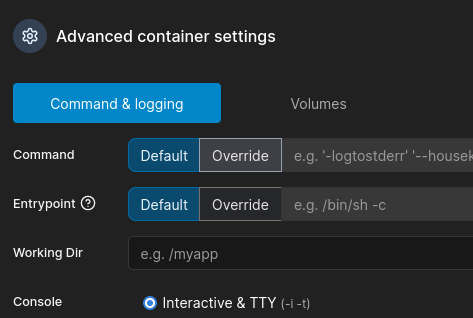 Advanced container settings
Command & logging Volumes
Command Default Override e.g. '-logtostderr' '--housek
Entrypoint Default Override e.g. /bin/sh -c
Working Dir e.g. /myapp
Console Interactive & TTY (-i -t)